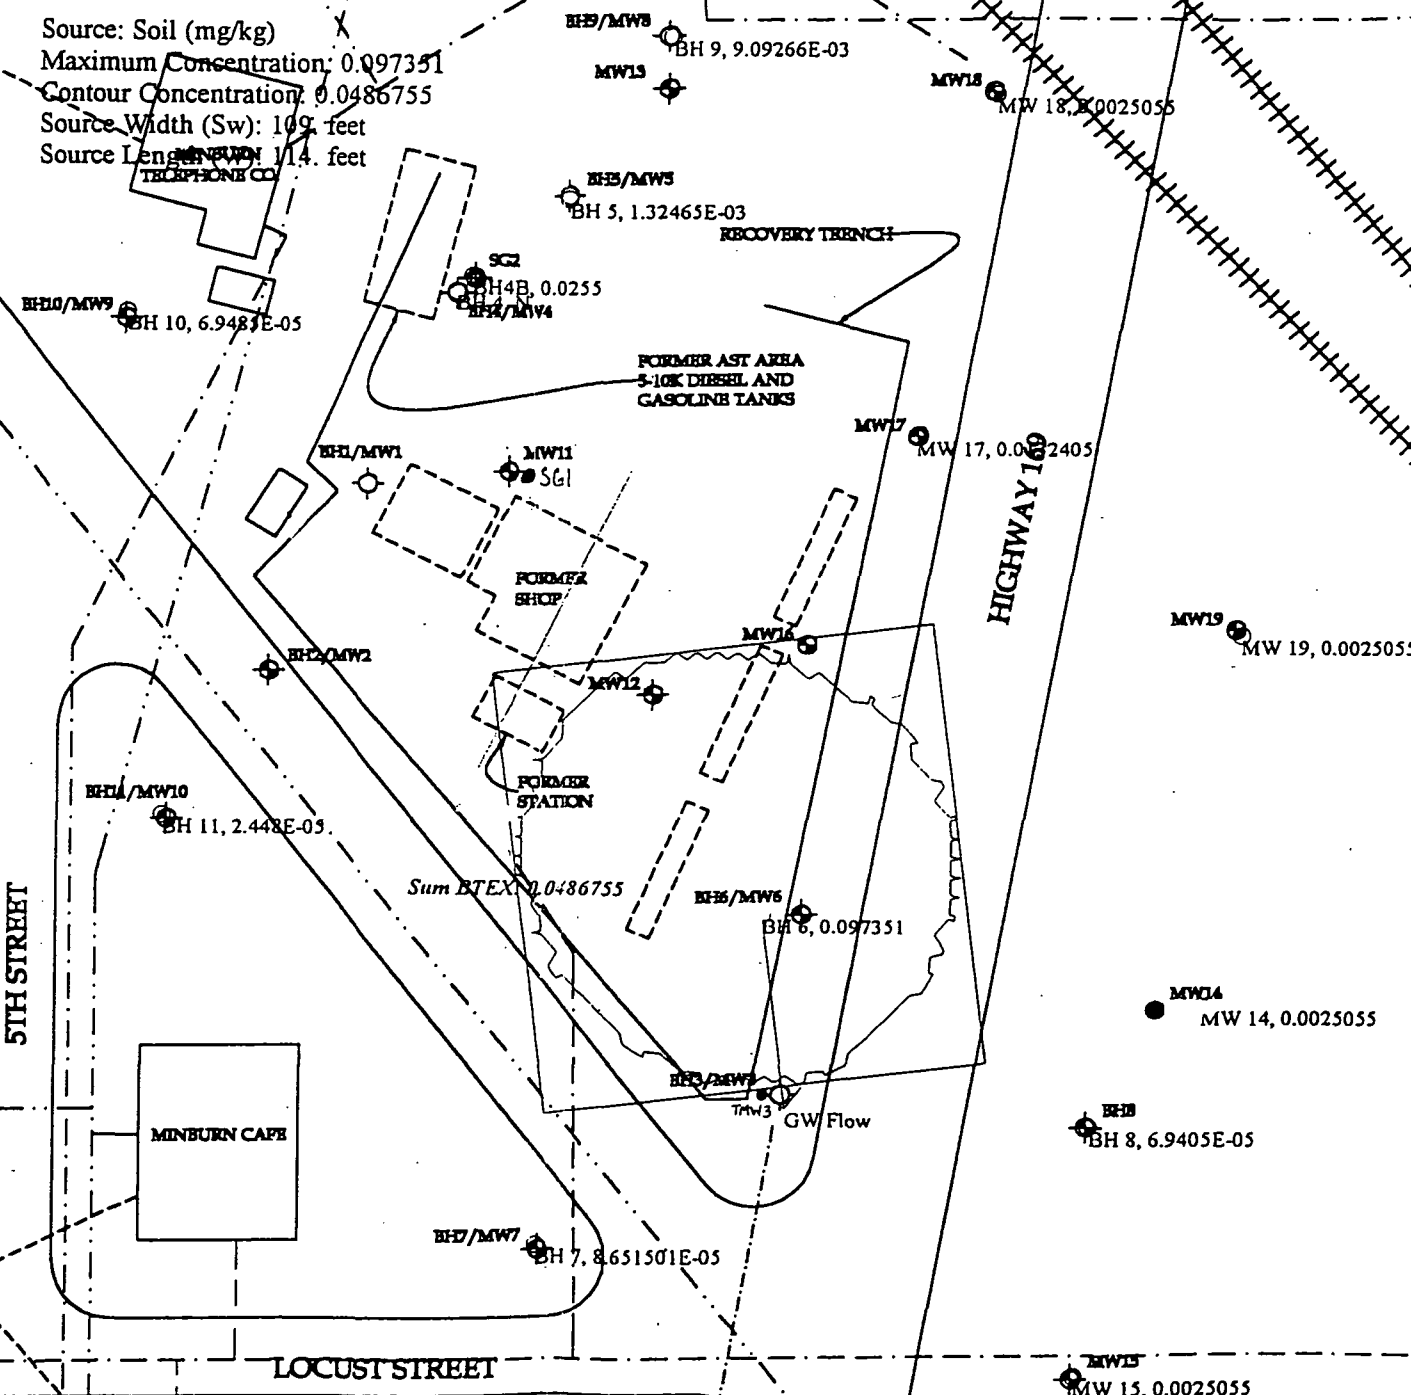 Source: Soil (mg/kg)
Maximum Concentration: 0.097351
Contour Concentration: 0.0486755
Source Width (Sw): 109. feet
Source Length (W): 114. feet
MINBURN
TELEPHONE CO.
BH9/MW8
BH 9, 9.09266E-03
MW13
MW18
MW 18, 0.0025055
BH5/MW5
BH 5, 1.32465E-03
RECOVERY TRENCH
SG2
BH4B, 0.0255
BH 4, N
BH4/MW4
BH10/MW9
BH 10, 6.9485E-05
FORMER AST AREA
5-10K DIESEL AND
GASOLINE TANKS
MW17
MW 17, 2405
BH1/MW1
MW11
SG1
HIGHWAY 169
FORMER
SHOP
MW16
MW19
MW 19, 0.0025055
BH2/MW2
MW12
FORMER
STATION
BH11/MW10
BH 11, 2.448E-05
Sum BTEX, 0.0486755
BH6/MW6
BH 6, 0.097351
5TH STREET
MW14
MW 14, 0.0025055
BH3/MW3
TMW3
GW Flow
BH8
BH 8, 6.9405E-05
MINBURN CAFE
BH7/MW7
BH 7, 8.651501E-05
LOCUST STREET
MW15
MW 15, 0.0025055